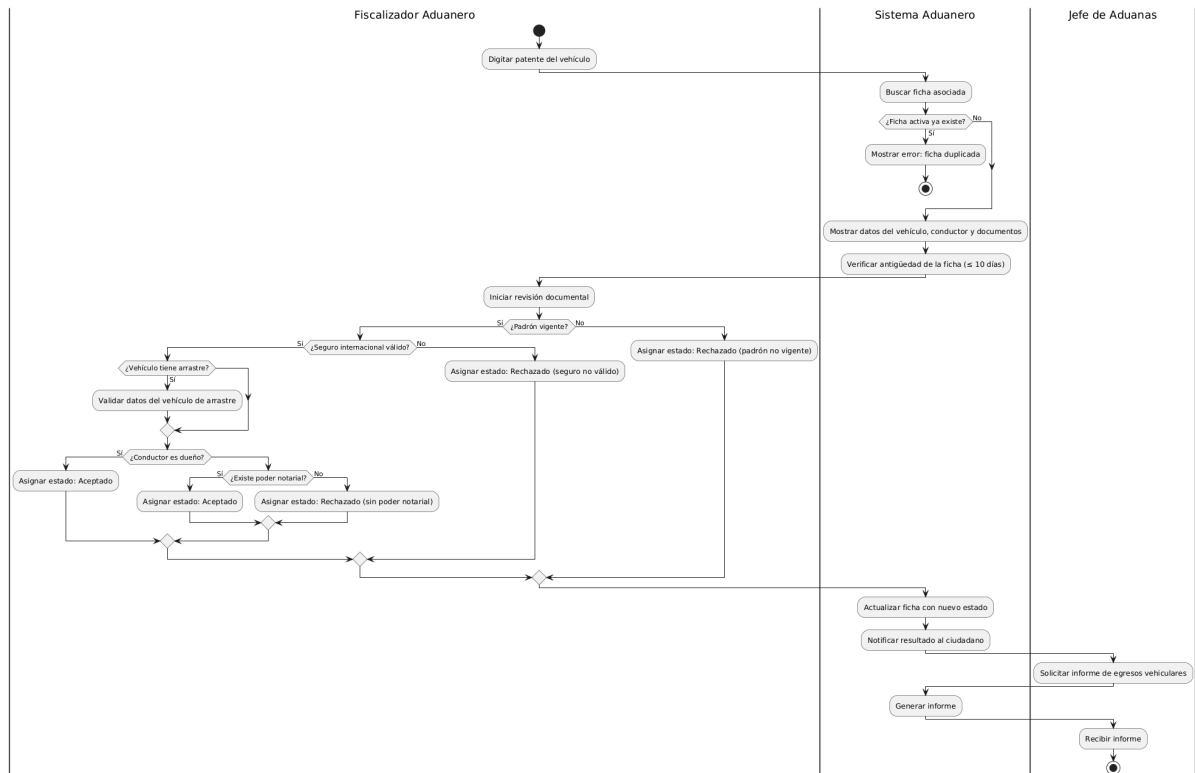 Fiscalizador Aduanero
Sistema Aduanero
Jefe de Aduanas
Digitar patente del vehículo
Buscar ficha asociada
¿Ficha activa ya existe?
No
Sí
Mostrar error: ficha duplicada
Mostrar datos del vehículo, conductor y documentos
Verificar antigüedad de la ficha (≤ 10 días)
Iniciar revisión documental
Sí
¿Padrón vigente?
No
Sí
¿Seguro internacional válido?
No
Asignar estado: Rechazado (padrón no vigente)
¿Vehículo tiene arrastre?
Asignar estado: Rechazado (seguro no válido)
Sí
Validar datos del vehículo de arrastre
Sí
¿Conductor es dueño?
Asignar estado: Aceptado
Sí
¿Existe poder notarial?
No
Asignar estado: Aceptado
Asignar estado: Rechazado (sin poder notarial)
Actualizar ficha con nuevo estado
Notificar resultado al ciudadano
Solicitar informe de egresos vehiculares
Generar informe
Recibir informe